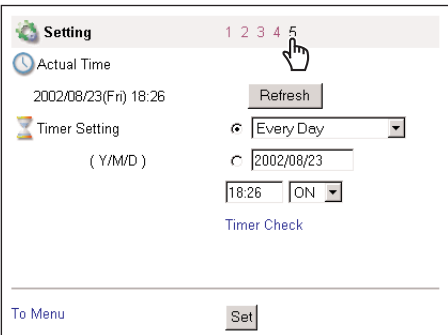 Setting 1 2 3 4 5
Actual Time
2002/08/23(Fri) 18:26 Refresh
Timer Setting Every Day
( Y/M/D ) 2002/08/23
18:26 ON
Timer Check
To Menu Set